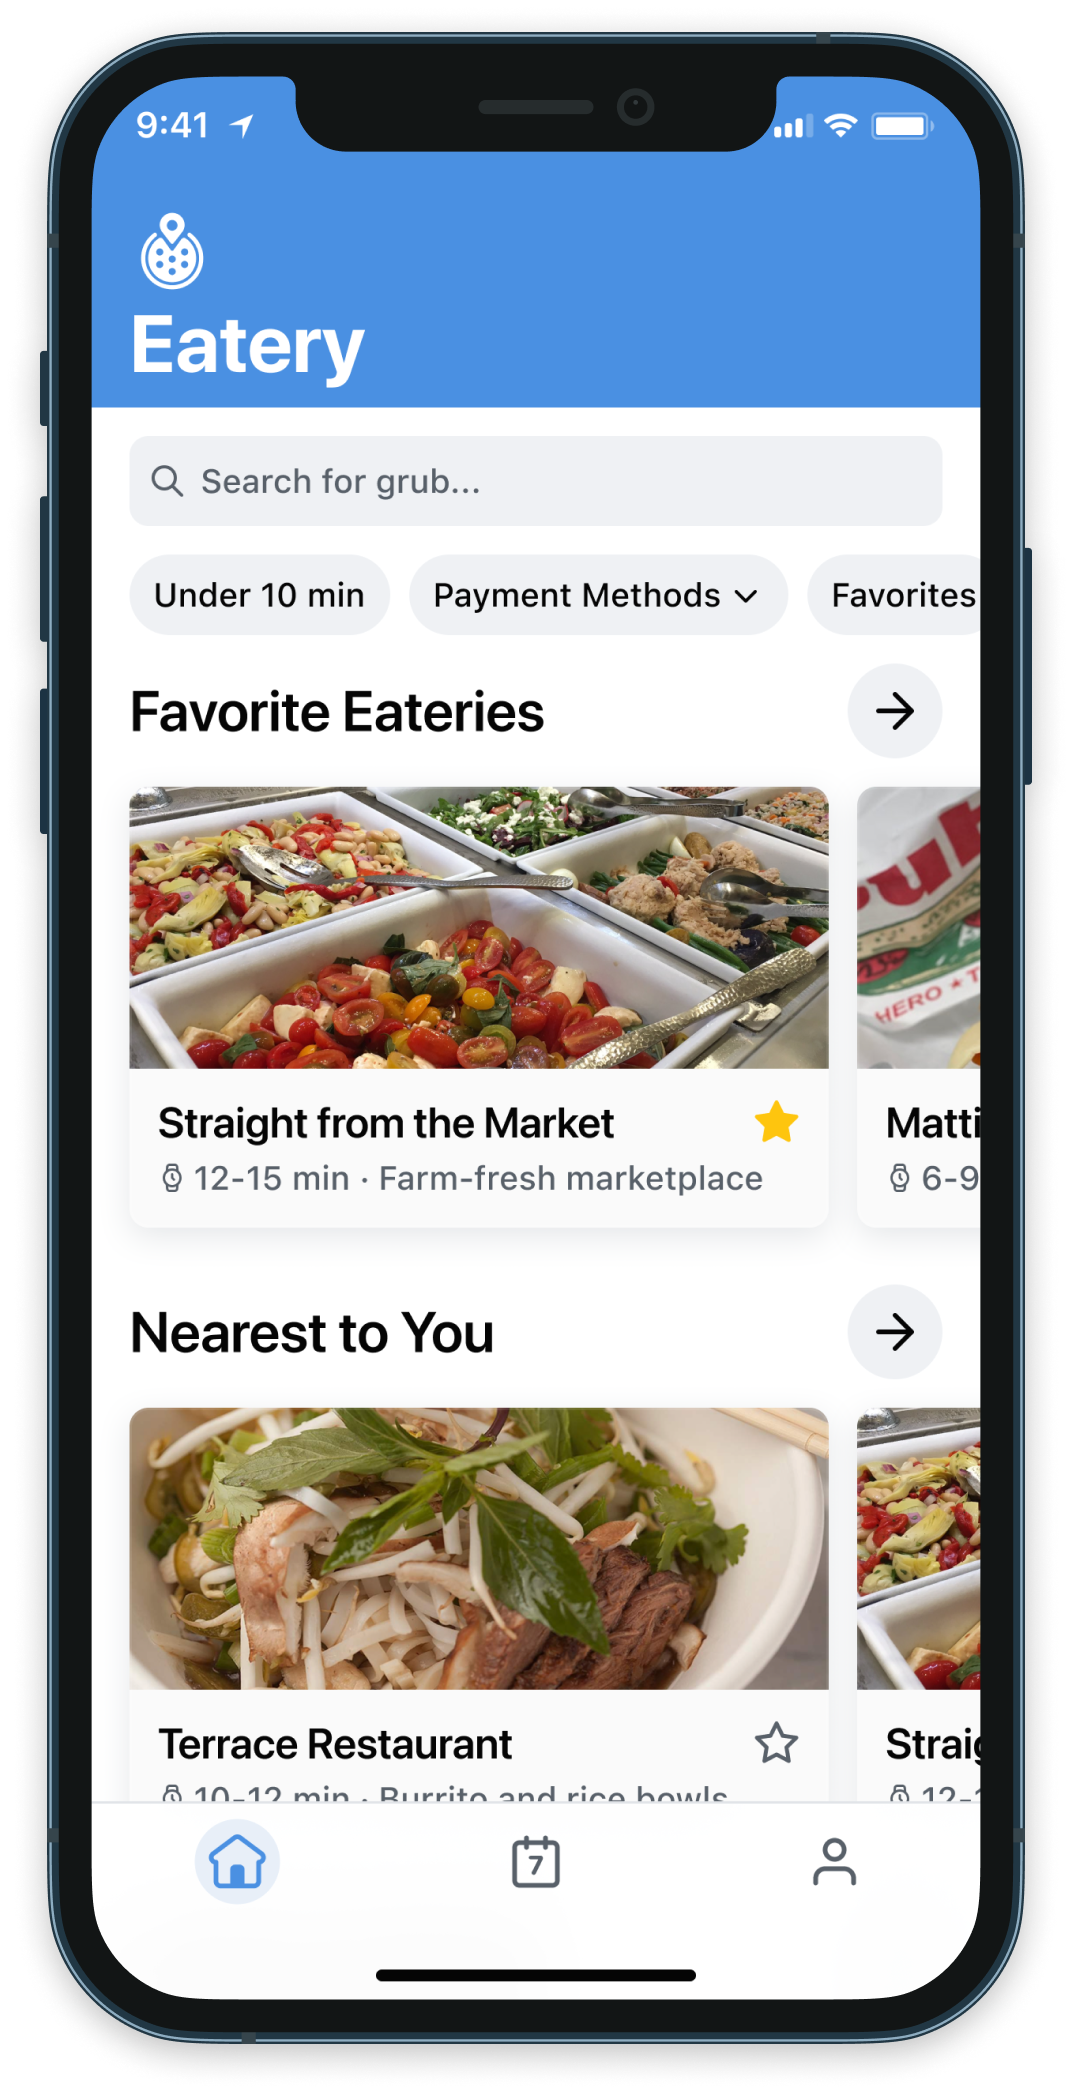 9:41
Eatery
Search for grub...
Under 10 min
Payment Methods
Favorites
Favorite Eateries
HERO
Straight from the Market
12-15 min · Farm-fresh marketplace
Matti
6-9
Nearest to You
Terrace Restaurant
10-12 min · Burrito and rice bowls
Straig
12-1
7